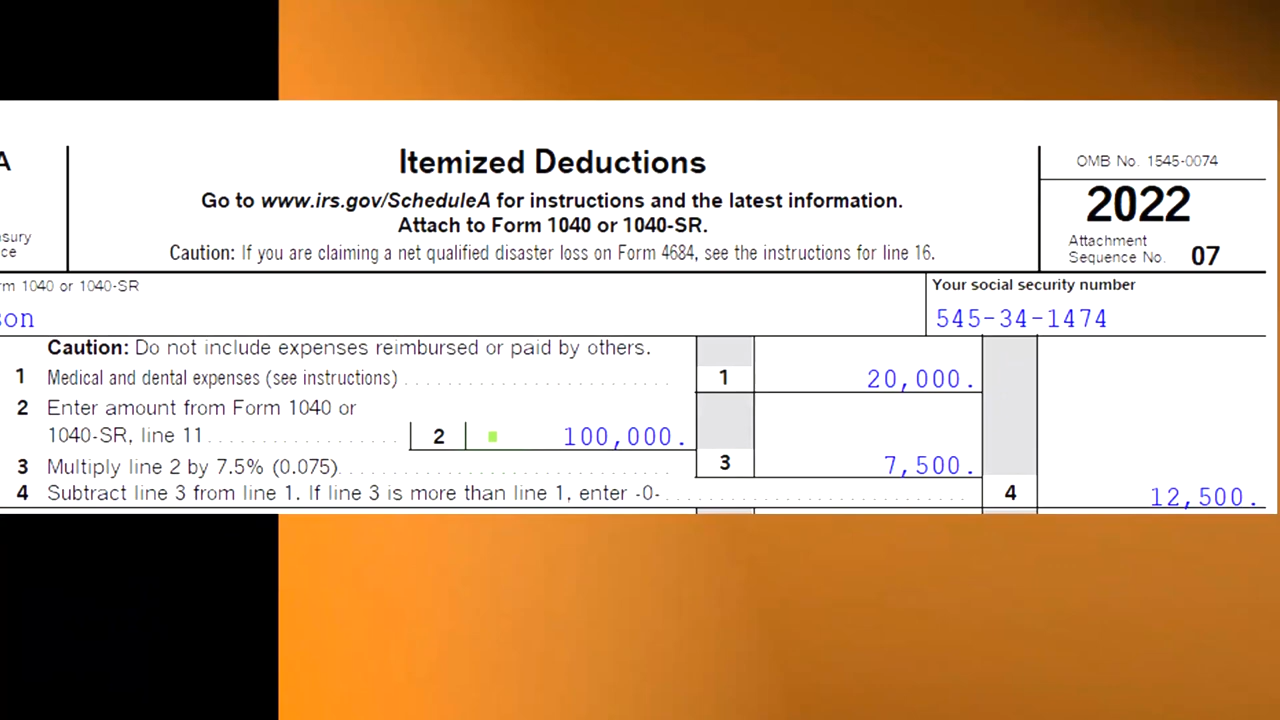 A
Itemized Deductions
Go to www.irs.gov/ScheduleA for instructions and the latest information.
Attach to Form 1040 or 1040-SR.
Caution: If you are claiming a net qualified disaster loss on Form 4684, see the instructions for line 16.
OMB No. 1545-0074
2022
Attachment
Sequence No. 07
sury
ce
rm 1040 or 1040-SR
son
Your social security number
545-34-1474
Caution: Do not include expenses reimbursed or paid by others.
1 Medical and dental expenses (see instructions) 1 20,000.
2 Enter amount from Form 1040 or
1040-SR, line 11 2 100,000.
3 Multiply line 2 by 7.5% (0.075) 3 7,500.
4 Subtract line 3 from line 1. If line 3 is more than line 1, enter -0- 4 12,500.